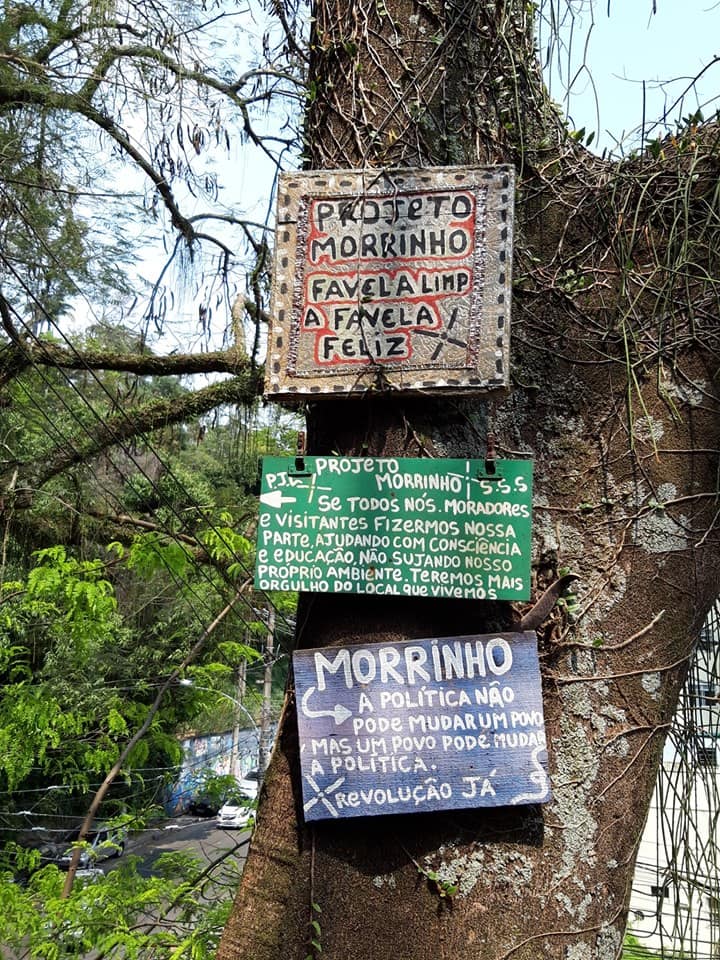 PROJETO
MORRINHO
FAVELA LIMP
A FAVELA
FELIZ
PROJETO
MORRINHO S.S.S
SE TODOS NÓS. MORADORES
E VISITANTES FIZERMOS NOSSA
PARTE, AJUDANDO COM CONSCIÊNCIA
E EDUCAÇÃO, NÃO SUJANDO NOSSO
PRÓPRIO AMBIENTE. TEREMOS MAIS
ORGULHO DO LOCAL QUE VIVEMOS
MORRINHO
A POLÍTICA NÃO
PODE MUDAR UM POVO
MAS UM POVO PODE MUDAR
A POLÍTICA.
REVOLUÇÃO JÁ